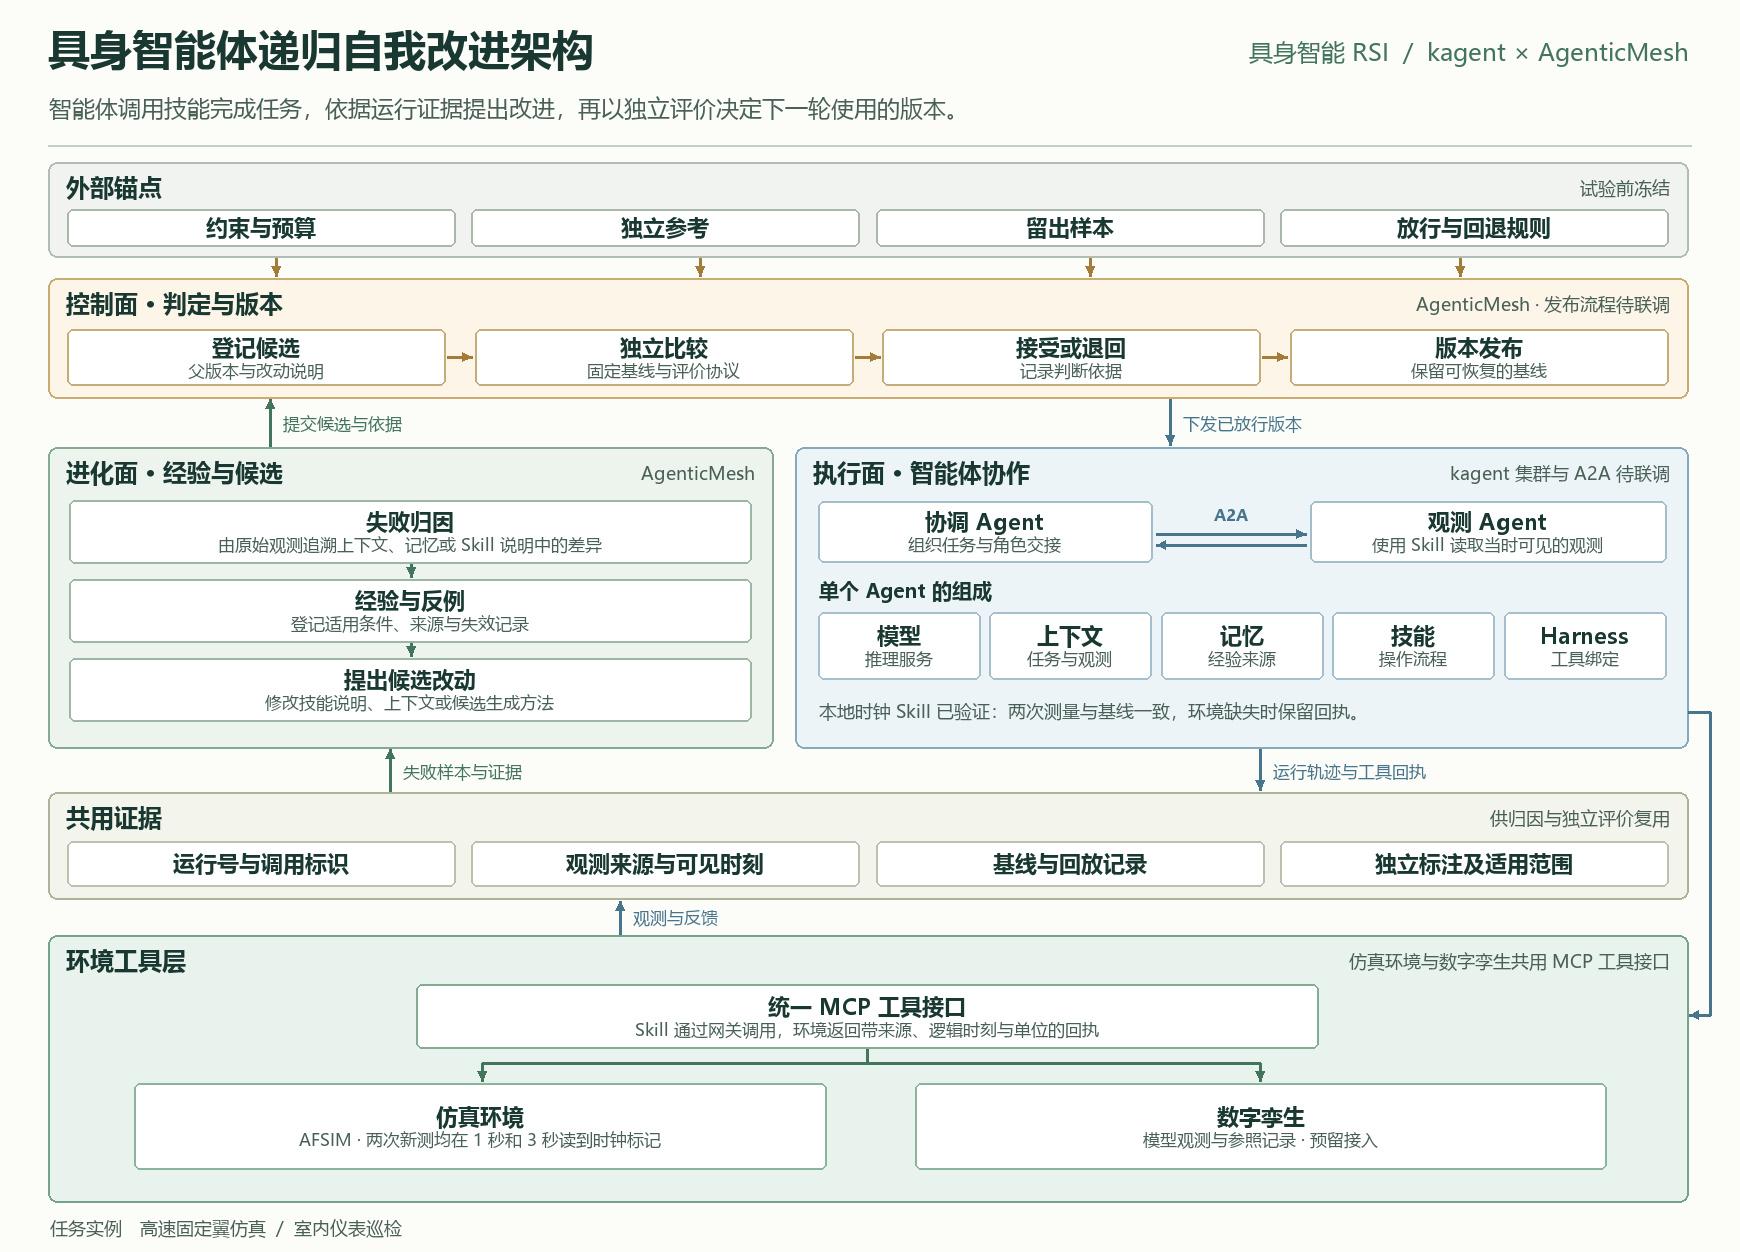 具身智能体递归自我改进架构
具身智能 RSI / kagent × AgenticMesh
智能体调用技能完成任务，依据运行证据提出改进，再以独立评价决定下一轮使用的版本。
外部锚点
试验前冻结
约束与预算
独立参考
留出样本
放行与回退规则
控制面·判定与版本
AgenticMesh · 发布流程待联调
登记候选
父版本与改动说明
独立比较
固定基线与评价协议
接受或退回
记录判断依据
版本发布
保留可恢复的基线
提交候选与依据
下发已放行版本
进化面·经验与候选
AgenticMesh
失败归因
由原始观测追溯上下文、记忆或 Skill 说明中的差异
经验与反例
登记适用条件、来源与失效记录
提出候选改动
修改技能说明、上下文或候选生成方法
执行面·智能体协作
kagent 集群与 A2A 待联调
协调 Agent
组织任务与角色交接
A2A
观测 Agent
使用 Skill 读取当时可见的观测
单个 Agent 的组成
模型
推理服务
上下文
任务与观测
记忆
经验来源
技能
操作流程
Harness
工具绑定
本地时钟 Skill 已验证：两次测量与基线一致，环境缺失时保留回执。
失败样本与证据
运行轨迹与工具回执
共用证据
供归因与独立评价复用
运行号与调用标识
观测来源与可见时刻
基线与回放记录
独立标注及适用范围
观测与反馈
环境工具层
仿真环境与数字孪生共用 MCP 工具接口
统一 MCP 工具接口
Skill 通过网关调用，环境返回带来源、逻辑时刻与单位的回执
仿真环境
AFSIM · 两次新测均在 1 秒和 3 秒读到时钟标记
数字孪生
模型观测与参照记录 · 预留接入
任务实例 高速固定翼仿真 / 室内仪表巡检